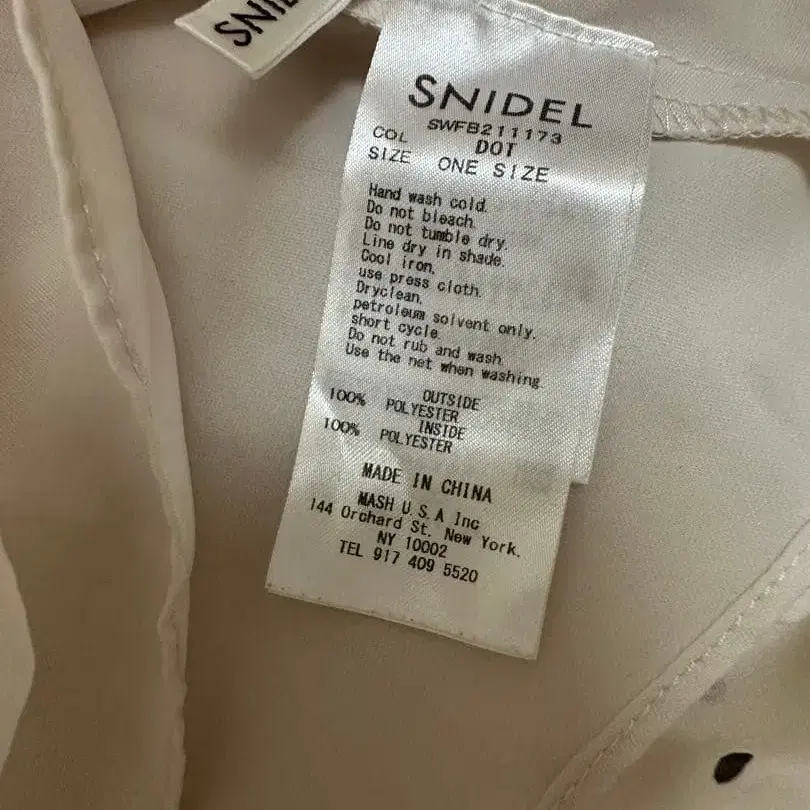 SNIDEL
SWFB211173
COL DOT
SIZE ONE SIZE
Hand wash cold.
Do not bleach.
Do not tumble dry.
Line dry in shade.
Cool iron,
use press cloth.
Dryclean,
petroleum solvent only.
short cycle.
Do not rub and wash.
Use the net when washing.
OUTSIDE
100% POLYESTER
INSIDE
100% POLYESTER
MADE IN CHINA
MASH U.S.A Inc
144 Orchard St. New York.
NY 10002
TEL 917 409 5520